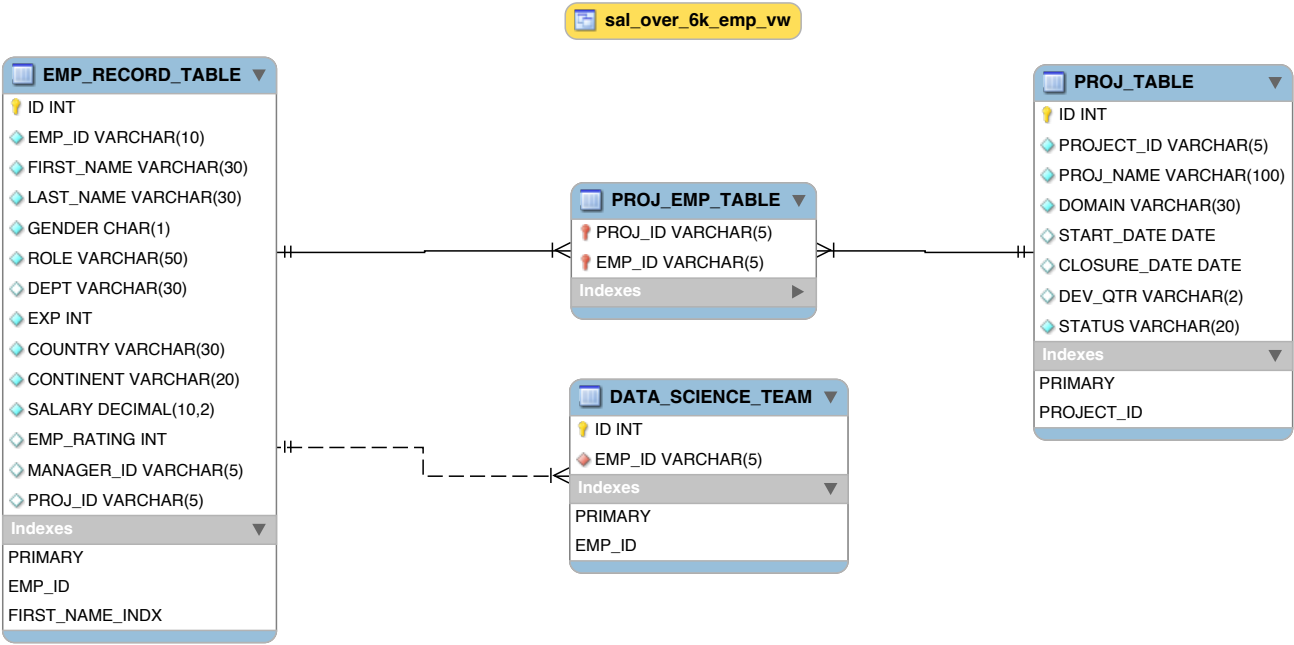 sal_over_6k_emp_vw
EMP_RECORD_TABLE
ID INT
EMP_ID VARCHAR(10)
FIRST_NAME VARCHAR(30)
LAST_NAME VARCHAR(30)
GENDER CHAR(1)
ROLE VARCHAR(50)
DEPT VARCHAR(30)
EXP INT
COUNTRY VARCHAR(30)
CONTINENT VARCHAR(20)
SALARY DECIMAL(10,2)
EMP_RATING INT
MANAGER_ID VARCHAR(5)
PROJ_ID VARCHAR(5)
Indexes
PRIMARY
EMP_ID
FIRST_NAME_INDX
PROJ_EMP_TABLE
PROJ_ID VARCHAR(5)
EMP_ID VARCHAR(5)
Indexes
DATA_SCIENCE_TEAM
ID INT
EMP_ID VARCHAR(5)
Indexes
PRIMARY
EMP_ID
PROJ_TABLE
ID INT
PROJECT_ID VARCHAR(5)
PROJ_NAME VARCHAR(100)
DOMAIN VARCHAR(30)
START_DATE DATE
CLOSURE_DATE DATE
DEV_QTR VARCHAR(2)
STATUS VARCHAR(20)
Indexes
PRIMARY
PROJECT_ID